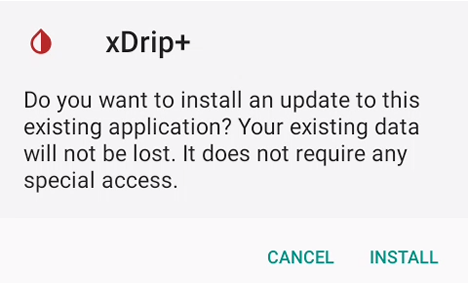 xDrip+
Do you want to install an update to this
existing application? Your existing data
will not be lost. It does not require any
special access.
CANCEL INSTALL